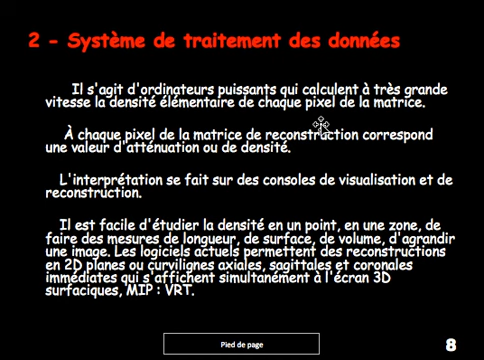 2 - Système de traitement des données
Il s'agit d'ordinateurs puissants qui calculent à très grande
vitesse la densité élémentaire de chaque pixel de la matrice.
À chaque pixel de la matrice de reconstruction correspond
une valeur d'atténuation ou de densité.
L'interprétation se fait sur des consoles de visualisation et de
reconstruction.
Il est facile d'étudier la densité en un point, en une zone, de
faire des mesures de longueur, de surface, de volume, d'agrandir
une image. Les logiciels actuels permettent des reconstructions
en 2D planes ou curvilignes axiales, sagittales et coronales
immédiates qui s'affichent simultanément à l'écran 3D
surfaciques, MIP : VRT.
Pied de page
8